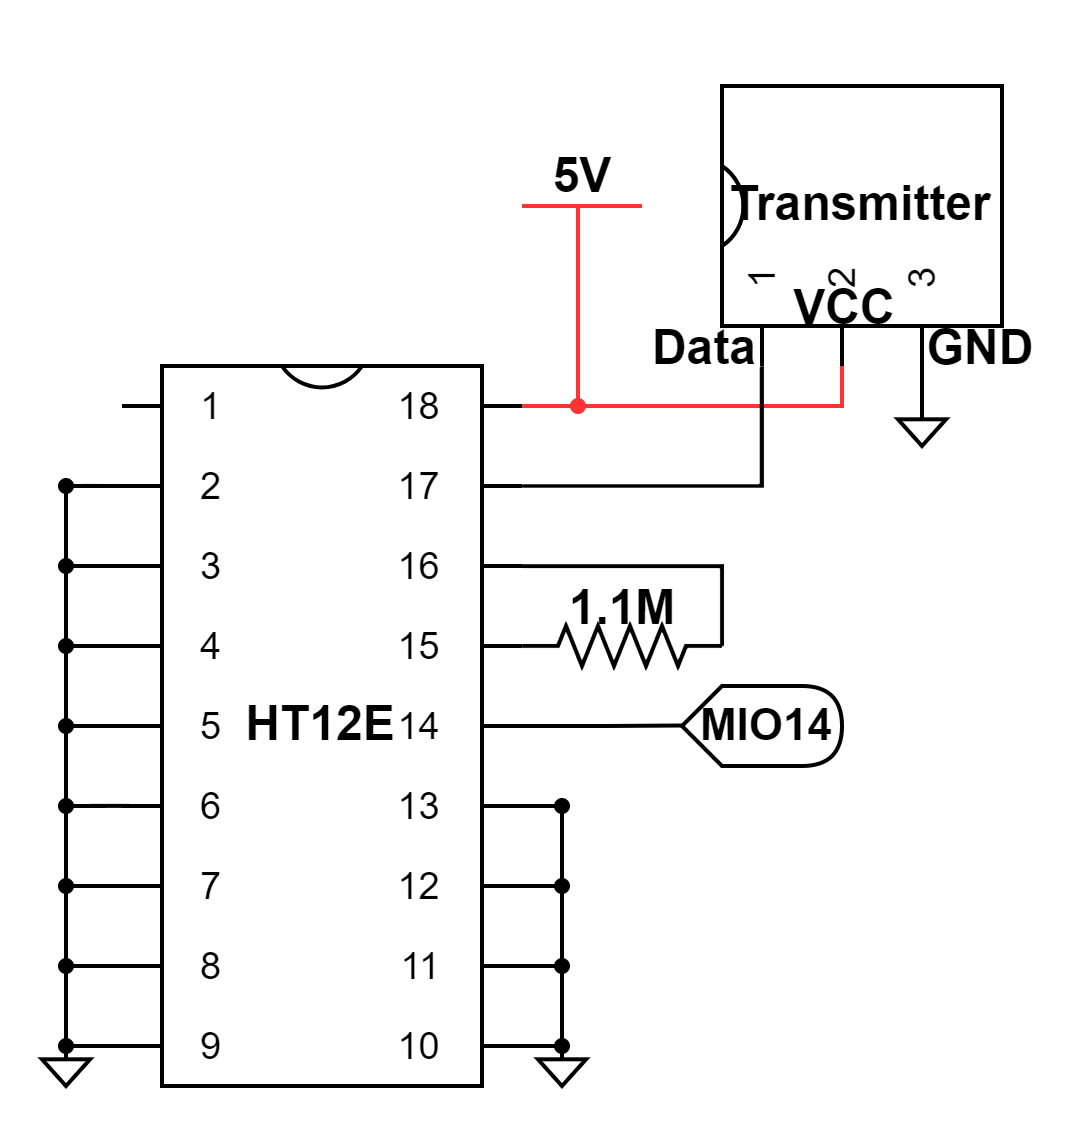 5V
Transmitter
1 2 3
VCC
Data
GND
1 18
2 17
3 16
1.1M
4 15
5 HT12E 14
MIO14
6 13
7 12
8 11
9 10